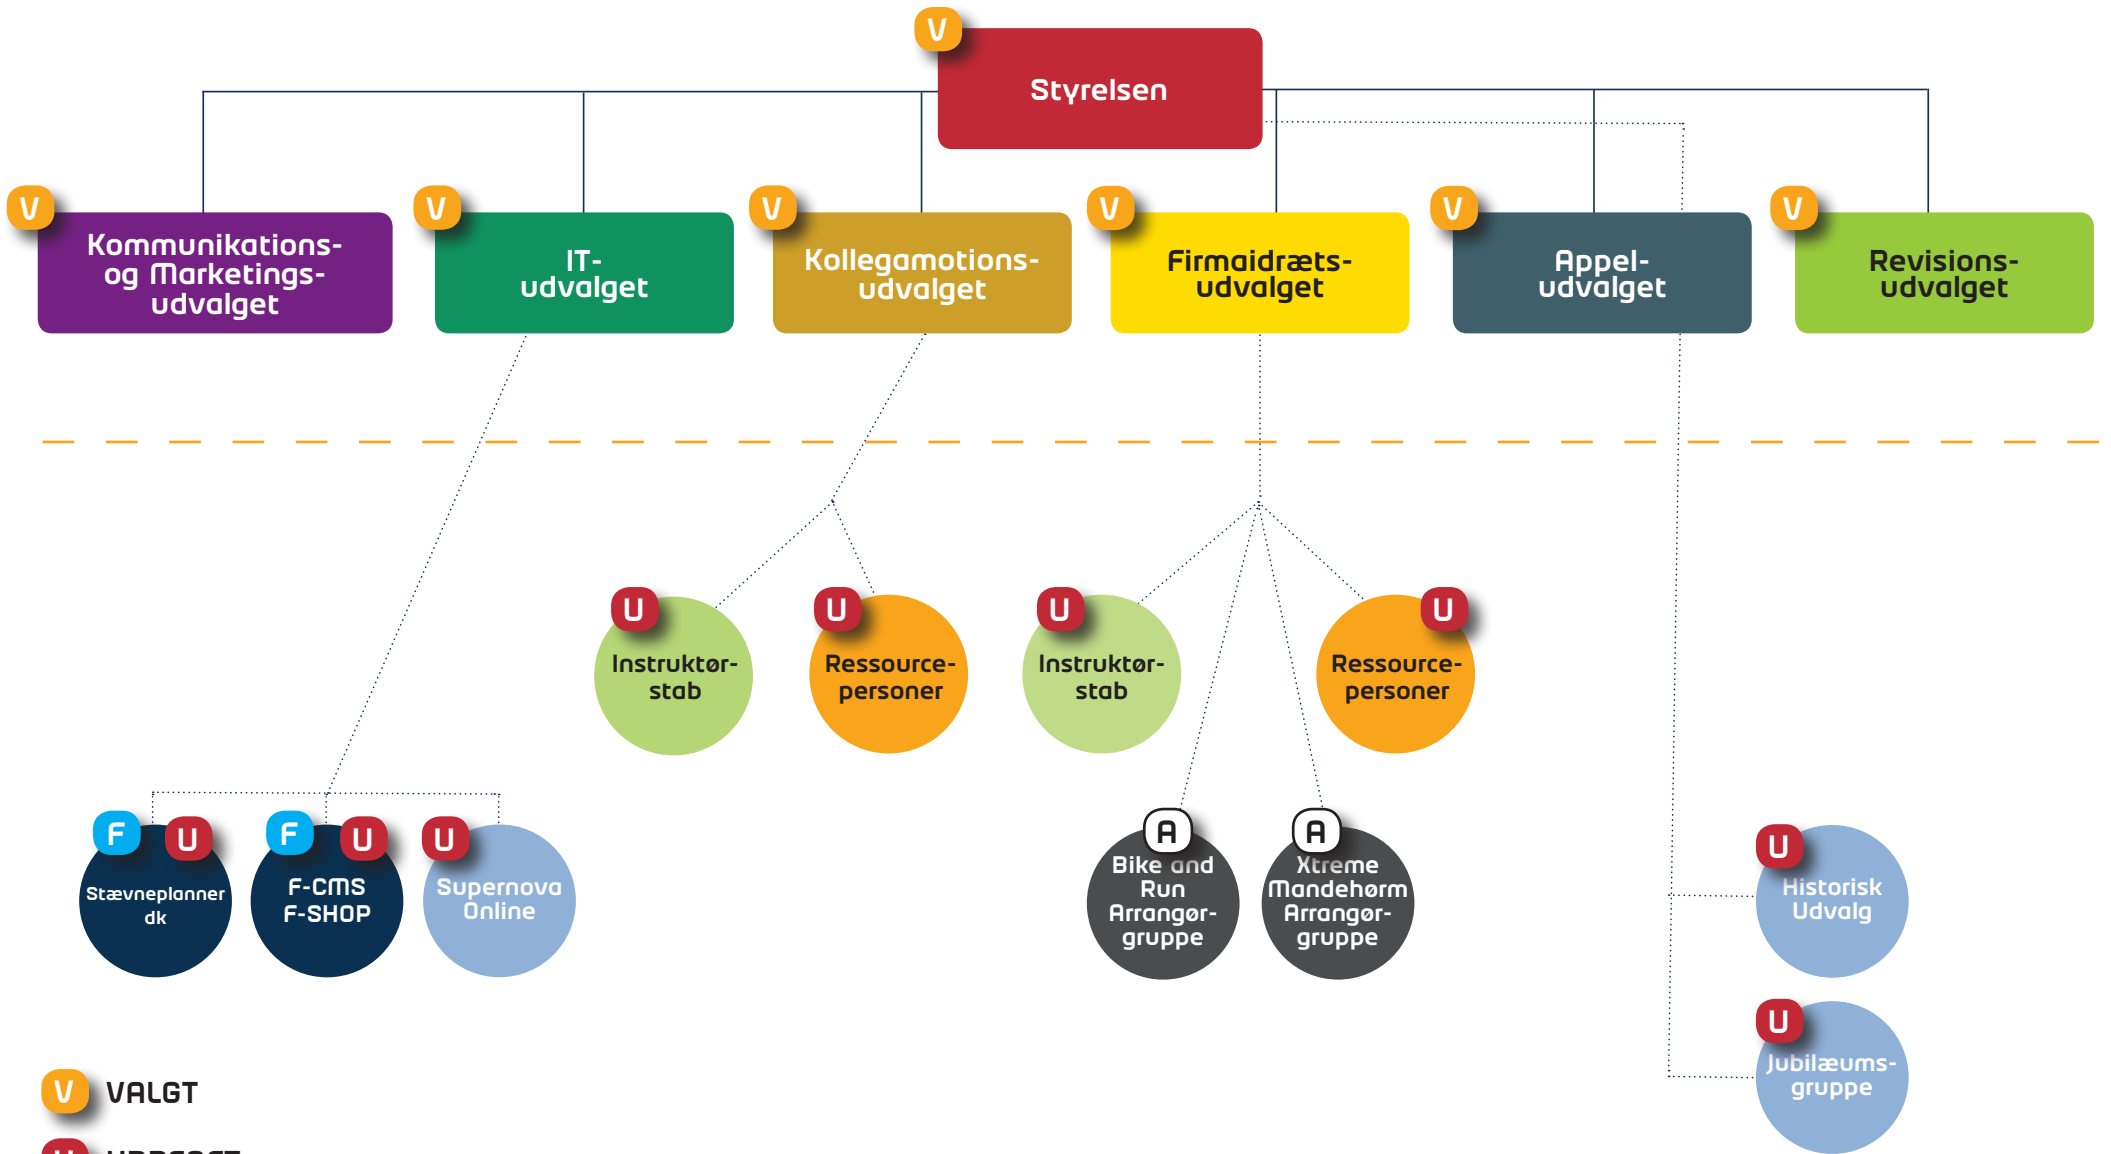 V
Styrelsen
V
Kommunikations-
og Marketings-
udvalget
V
IT-
udvalget
V
Kollegamotions-
udvalget
V
Firmaidræts-
udvalget
V
Appel-
udvalget
V
Revisions-
udvalget
U
Instruktør-
stab
U
Ressource-
personer
U
Instruktør-
stab
U
Ressource-
personer
F U
Stævneplanner
dk
F U
F-CMS
F-SHOP
U
Supernova
Online
A
Bike and
Run
Arrangør-
gruppe
A
Xtreme
Mandehørm
Arrangør-
gruppe
U
Historisk
Udvalg
U
Jubilæums-
gruppe
V VALGT
U